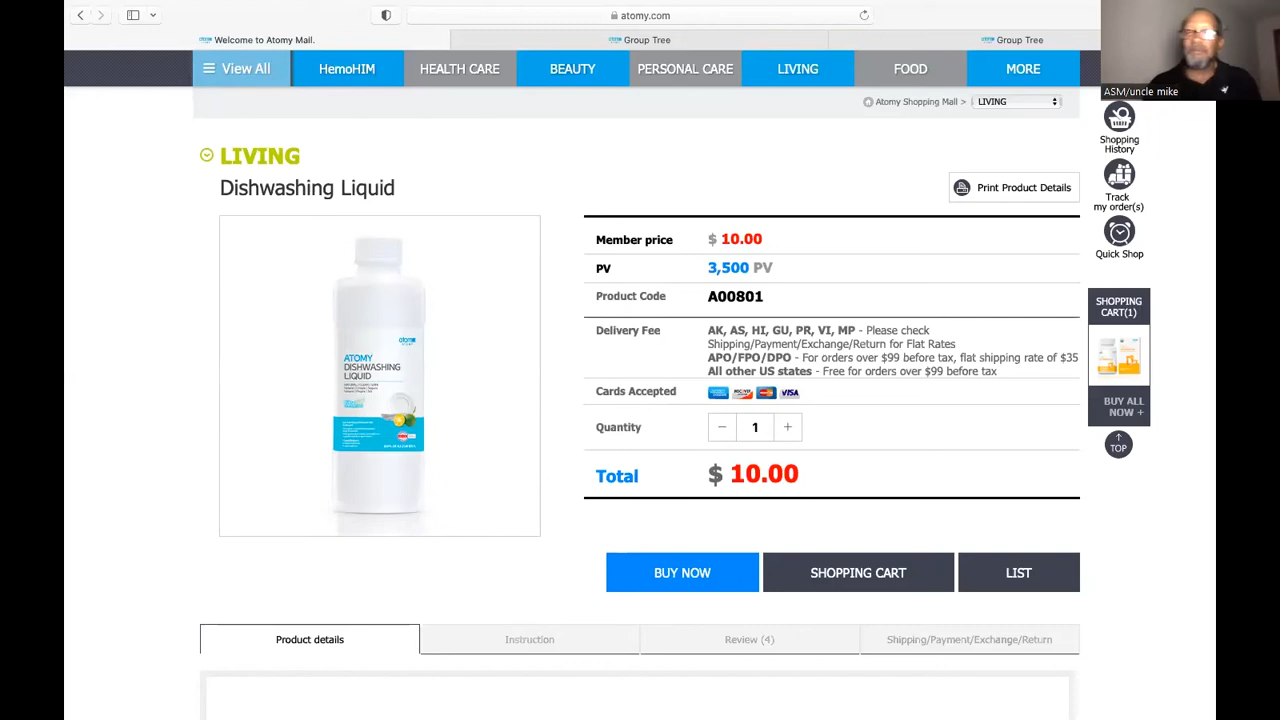 atomy.com
Welcome to Atomy Mall.
Group Tree
Group Tree
View All
HemoHIM
HEALTH CARE
BEAUTY
PERSONAL CARE
LIVING
FOOD
MORE
ASM/uncle mike
Atomy Shopping Mall >
LIVING
Shopping
History
Track
my order(s)
Quick Shop
LIVING
Dishwashing Liquid
Print Product Details
ATOMY
DISHWASHING
LIQUID
Member price
$ 10.00
PV
3,500 PV
Product Code
A00801
Delivery Fee
AK, AS, HI, GU, PR, VI, MP - Please check
Shipping/Payment/Exchange/Return for Flat Rates
APO/FPO/DPO - For orders over $99 before tax, flat shipping rate of $35
All other US states - Free for orders over $99 before tax
Cards Accepted
VISA
Quantity
− 1 +
Total
$ 10.00
SHOPPING
CART(1)
BUY ALL
NOW +
TOP
BUY NOW
SHOPPING CART
LIST
Product details
Instruction
Review (4)
Shipping/Payment/Exchange/Return